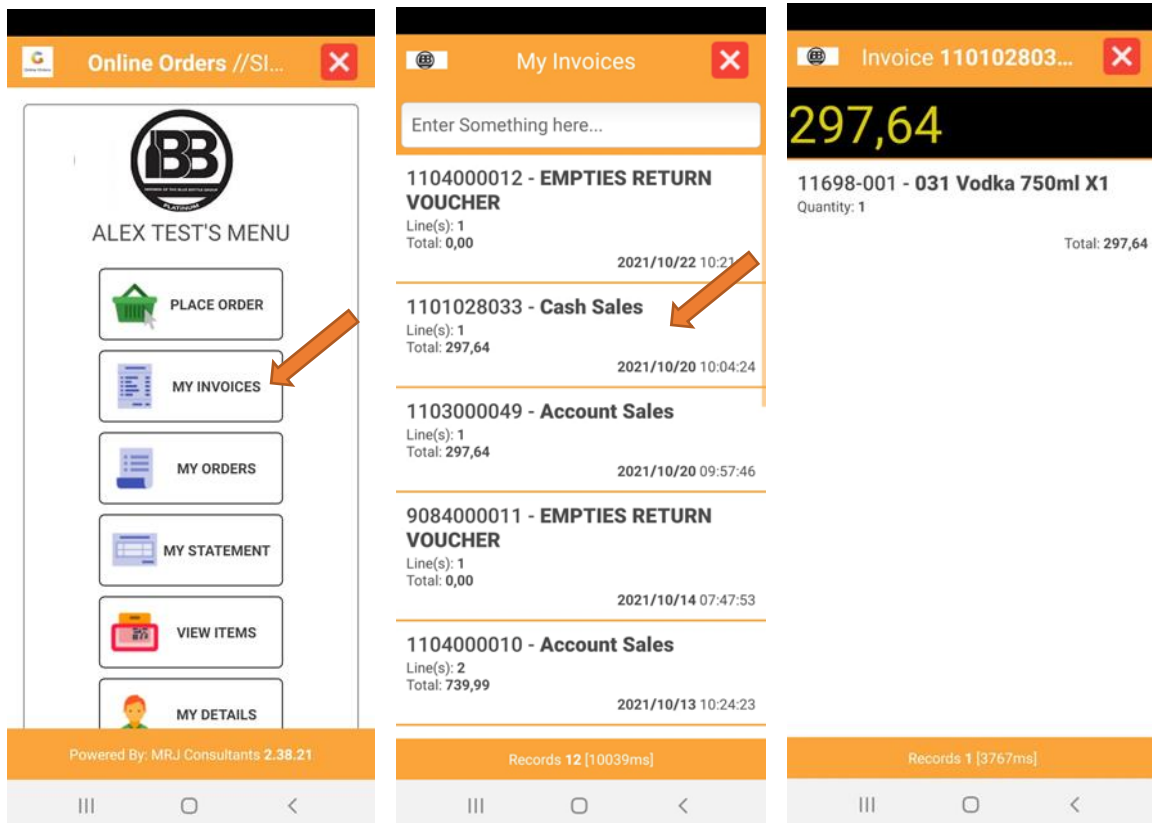 Online Orders //SI...
BB
PLATINUM
ALEX TEST'S MENU
PLACE ORDER
MY INVOICES
MY ORDERS
MY STATEMENT
VIEW ITEMS
MY DETAILS
Powered By: MRJ Consultants 2.38.21
My Invoices
Enter Something here...
1104000012 - EMPTIES RETURN
VOUCHER
Line(s): 1
Total: 0,00
2021/10/22 10:21
1101028033 - Cash Sales
Line(s): 1
Total: 297,64
2021/10/20 10:04:24
1103000049 - Account Sales
Line(s): 1
Total: 297,64
2021/10/20 09:57:46
9084000011 - EMPTIES RETURN
VOUCHER
Line(s): 1
Total: 0,00
2021/10/14 07:47:53
1104000010 - Account Sales
Line(s): 2
Total: 739,99
2021/10/13 10:24:23
Records 12 [10039ms]
Invoice 110102803...
297,64
11698-001 - 031 Vodka 750ml X1
Quantity: 1
Total: 297,64
Records 1 [3767ms]